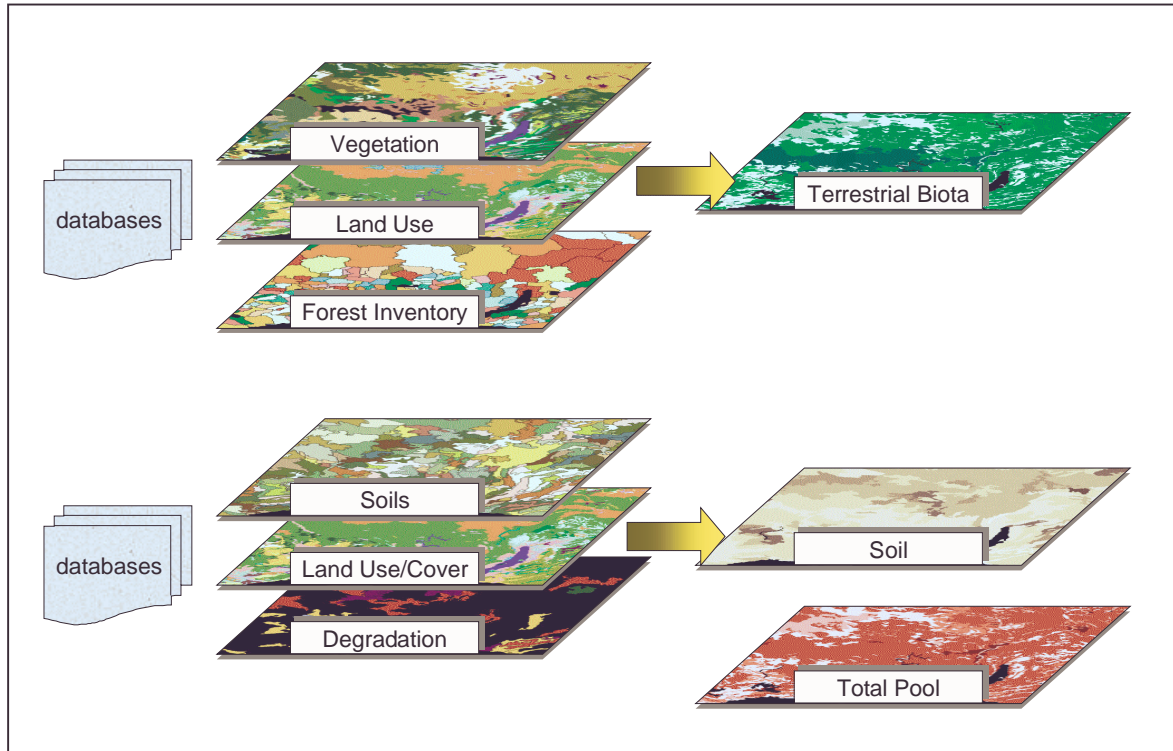 Vegetation
databases
Land Use
Terrestrial Biota
Forest Inventory
Soils
databases
Land Use/Cover
Soil
Degradation
Total Pool